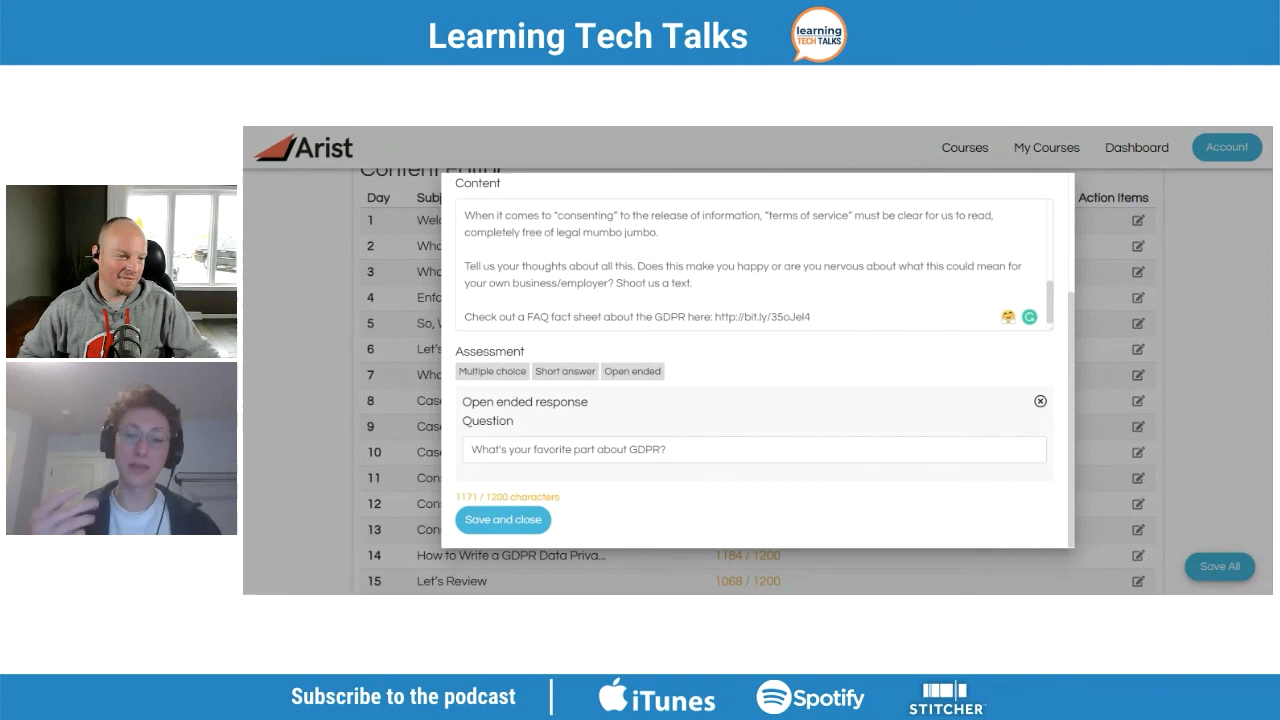 Learning Tech Talks
learning
TECH TALKS
Arist
Courses
My Courses
Dashboard
Account
Content Editor
Day
Action Items
1
2
3
4
5
6
7
8
9
10
11
12
13
14 How to Write a GDPR Data Priva... 1184 / 1200
15 Let's Review 1068 / 1200
Content
When it comes to “consenting” to the release of information, “terms of service” must be clear for us to read,
completely free of legal mumbo jumbo.
Tell us your thoughts about all this. Does this make you happy or are you nervous about what this could mean for
your own business/employer? Shoot us a text.
Check out a FAQ fact sheet about the GDPR here: http://bit.ly/35oJel4
Assessment
Multiple choice
Short answer
Open ended
Open ended response
Question
What's your favorite part about GDPR?
1171 / 1200 characters
Save and close
Save All
Subscribe to the podcast
iTunes
Spotify
STITCHER